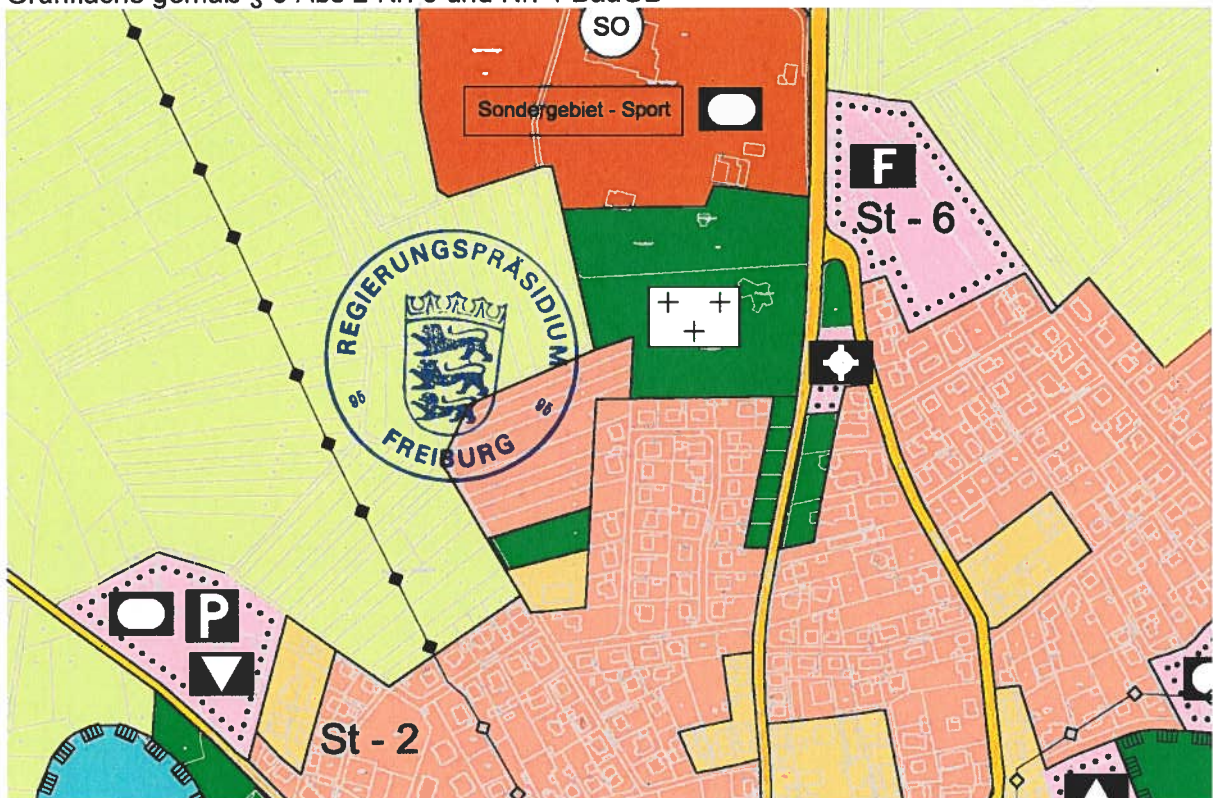 SO
Sondergebiet - Sport
F
St - 6
REGIERUNGSPRÄSIDIUM
FREIBURG
P
St - 2